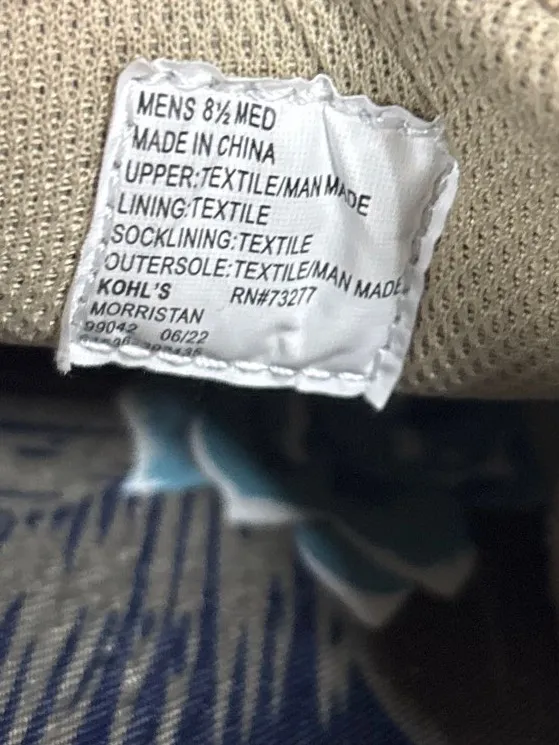 MENS 8½ MED
MADE IN CHINA
UPPER:TEXTILE/MAN MADE
LINING:TEXTILE
SOCKLINING:TEXTILE
OUTERSOLE:TEXTILE/MAN MADE
KOHL'S RN#73277
MORRISTAN
99042 06/22